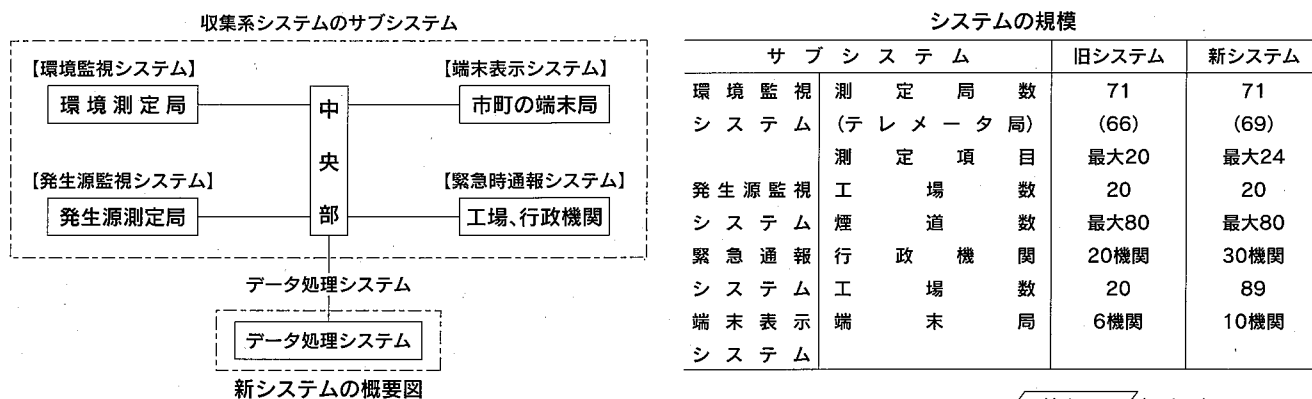 収集系システムのサブシステム
【環境監視システム】
環境測定局
【端末表示システム】
市町の端末局
中央部
【発生源監視システム】
発生源測定局
【緊急時通報システム】
工場、行政機関
データ処理システム
データ処理システム
新システムの概要図
システムの規模
サブシステム 旧システム 新システム
環境監視 測定局数 71 71
システム (テレメータ局) (66) (69)
測定項目 最大20 最大24
発生源監視 工場数 20 20
システム 煙道数 最大80 最大80
緊急通報 行政機関 20機関 30機関
システム 工場数 20 89
端末表示 端末局 6機関 10機関
システム